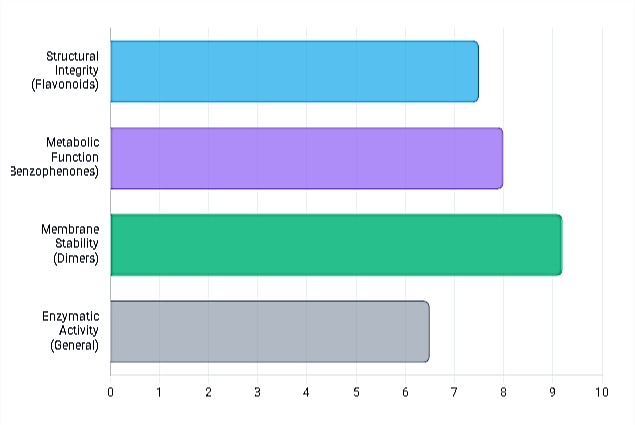 Structural
Integrity
(Flavonoids)
Metabolic
Function
Benzophenones)
Membrane
Stability
(Dimers)
Enzymatic
Activity
(General)
0 1 2 3 4 5 6 7 8 9 10